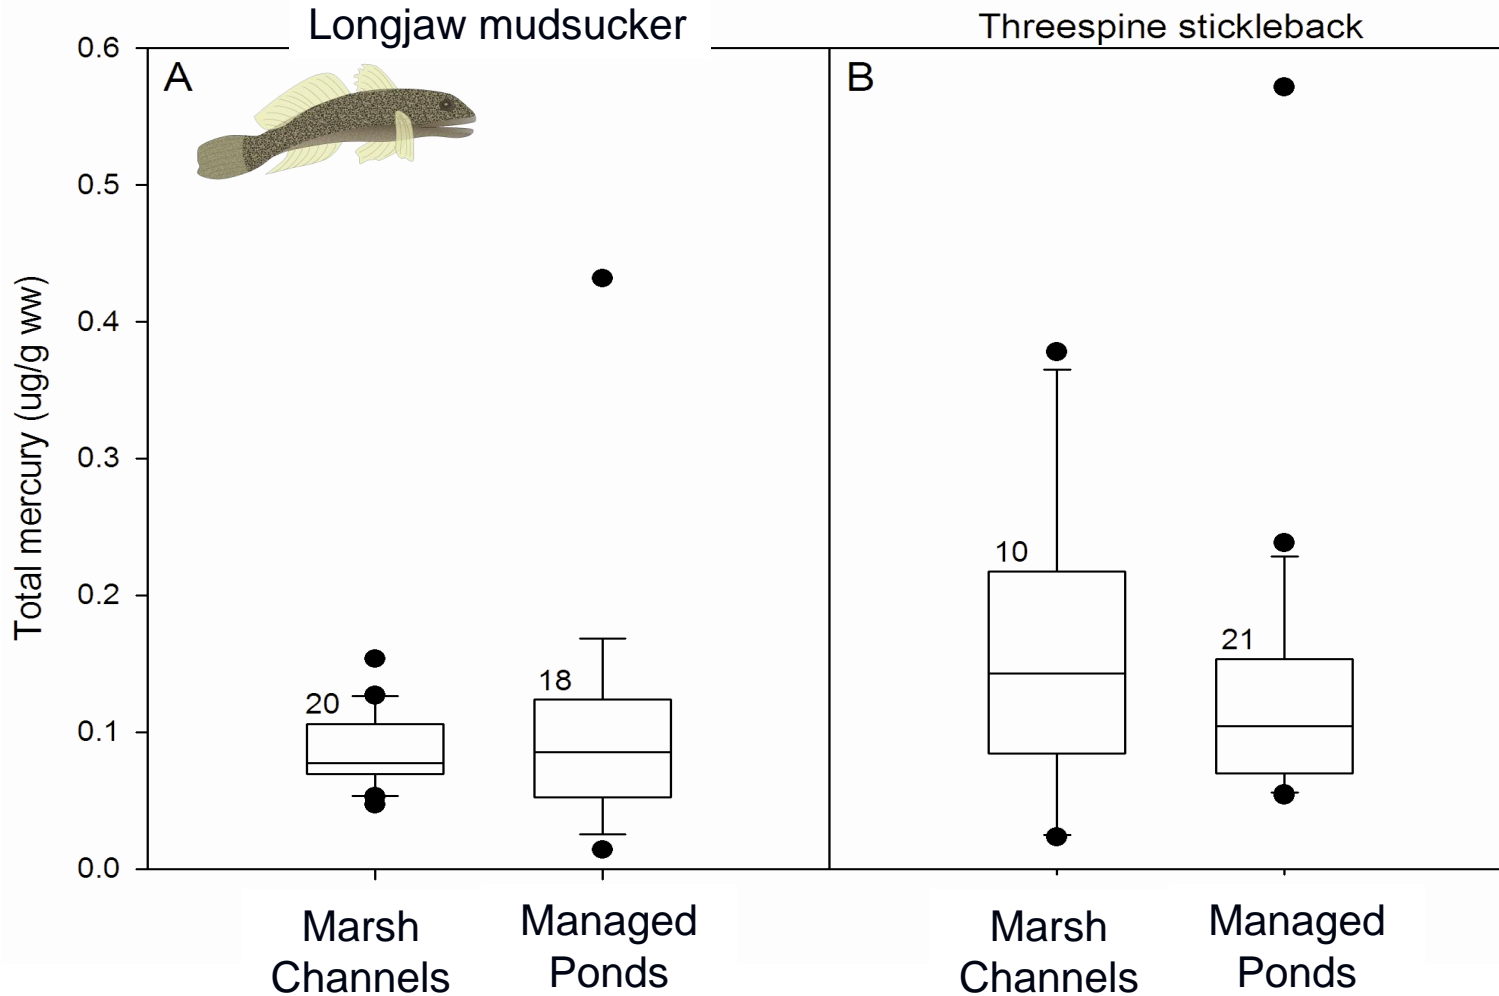 Longjaw mudsucker
Threespine stickleback
A
B
Total mercury (ug/g ww)
0.6
0.5
0.4
0.3
0.2
0.1
0.0
20
18
10
21
Marsh
Channels
Managed
Ponds
Marsh
Channels
Managed
Ponds